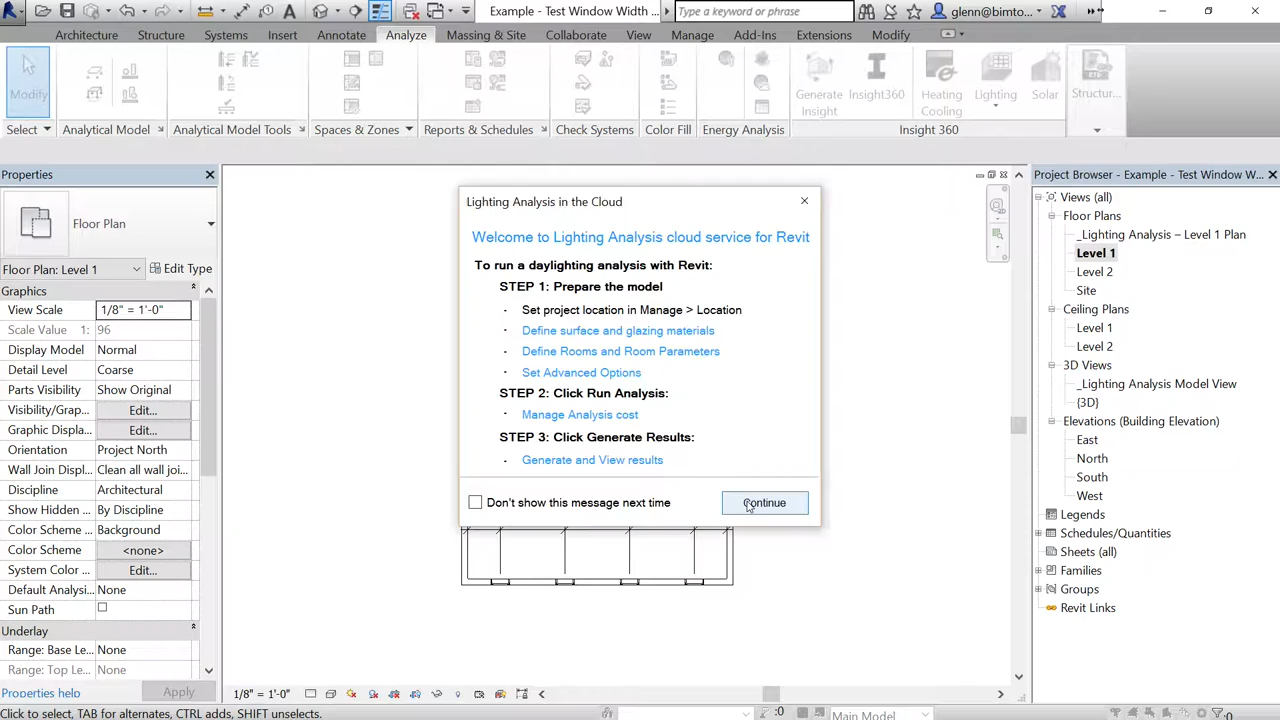 Example - Test Window Width ...
Type a keyword or phrase
glenn@bimto...
Architecture
Structure
Systems
Insert
Annotate
Analyze
Massing & Site
Collaborate
View
Manage
Add-Ins
Extensions
Modify
Modify
Generate
Insight
Insight360
Heating
Cooling
Lighting
Solar
Structur...
Select
Analytical Model
Analytical Model Tools
Spaces & Zones
Reports & Schedules
Check Systems
Color Fill
Energy Analysis
Insight 360
Properties
Floor Plan
Floor Plan: Level 1
Edit Type
Graphics
View Scale
1/8" = 1'-0"
Scale Value 1:
96
Display Model
Normal
Detail Level
Coarse
Parts Visibility
Show Original
Visibility/Grap...
Edit...
Graphic Displa...
Edit...
Orientation
Project North
Wall Join Displ...
Clean all wall joi...
Discipline
Architectural
Show Hidden ...
By Discipline
Color Scheme ...
Background
Color Scheme
<none>
System Color ...
Edit...
Default Analysi...
None
Sun Path
Underlay
Range: Base Le...
None
Range: Top Le...
None
Properties help
Apply
Lighting Analysis in the Cloud
Welcome to Lighting Analysis cloud service for Revit
To run a daylighting analysis with Revit:
STEP 1: Prepare the model
- Set project location in Manage > Location
- Define surface and glazing materials
- Define Rooms and Room Parameters
- Set Advanced Options
STEP 2: Click Run Analysis:
- Manage Analysis cost
STEP 3: Click Generate Results:
- Generate and View results
Don't show this message next time
Continue
Project Browser - Example - Test Window W...
Views (all)
Floor Plans
_Lighting Analysis – Level 1 Plan
Level 1
Level 2
Site
Ceiling Plans
Level 1
Level 2
3D Views
_Lighting Analysis Model View
{3D}
Elevations (Building Elevation)
East
North
South
West
Legends
Schedules/Quantities
Sheets (all)
Families
Groups
Revit Links
1/8" = 1'-0"
Click to select, TAB for alternates, CTRL adds, SHIFT unselects.
:0
Main Model
:0